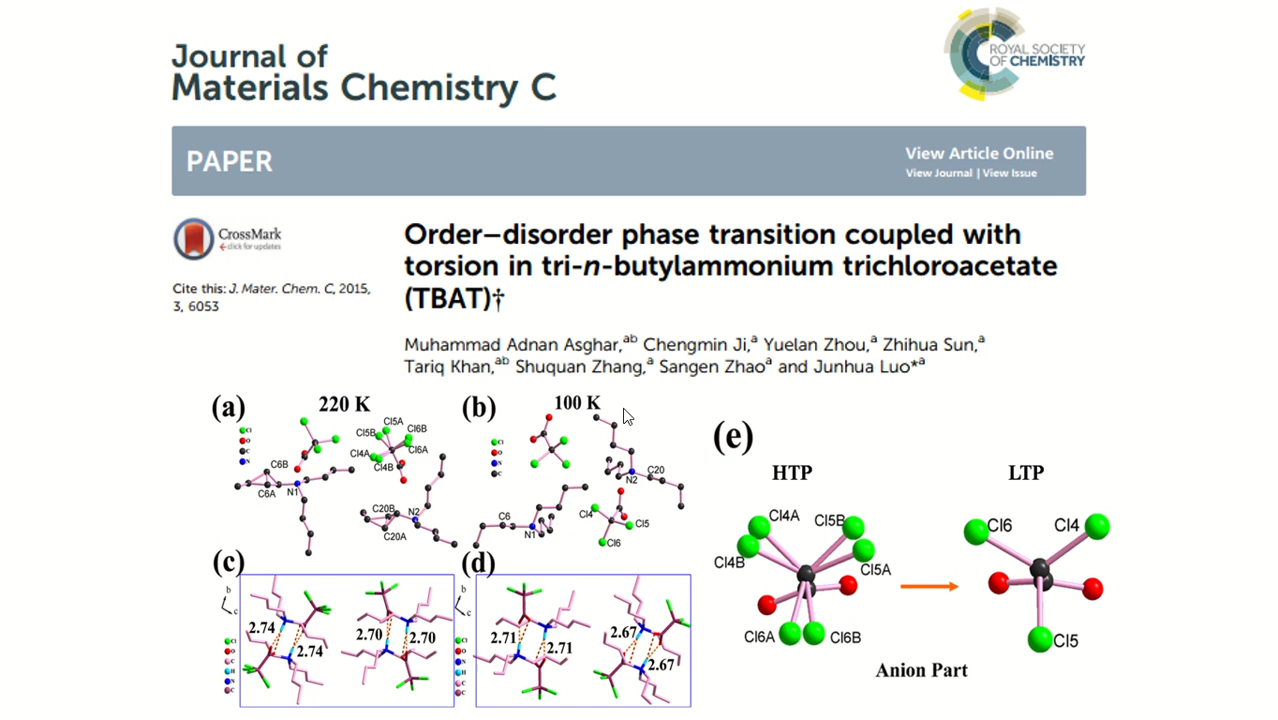 Journal of
Materials Chemistry C
ROYAL SOCIETY
OF CHEMISTRY
PAPER
View Article Online
View Journal | View Issue
CrossMark
click for updates
Cite this: J. Mater. Chem. C, 2015,
3, 6053
Order–disorder phase transition coupled with
torsion in tri-n-butylammonium trichloroacetate
(TBAT)†
Muhammad Adnan Asghar,ab Chengmin Ji,a Yuelan Zhou,a Zhihua Sun,a
Tariq Khan,ab Shuquan Zhang,a Sangen Zhaoa and Junhua Luo*a
(a) 220 K
Cl
O
C
N
Cl5A
Cl5B Cl6B
Cl4A Cl6A
Cl4B
C6B
C6A N1
C20B N2
C20A
(b) 100 K
Cl
O
N
C
C20
N2
C6 Cl4 Cl5
N1 Cl6
(c)
b
c
2.74 2.70 2.70
2.74
Cl
O
C
H
N
C
(d)
b
c
2.71 2.67
2.71
2.67
Cl
O
N
H
C
C
(e)
HTP LTP
Cl4A Cl5B Cl6 Cl4
Cl4B Cl5A
Cl6A Cl6B Cl5
Anion Part